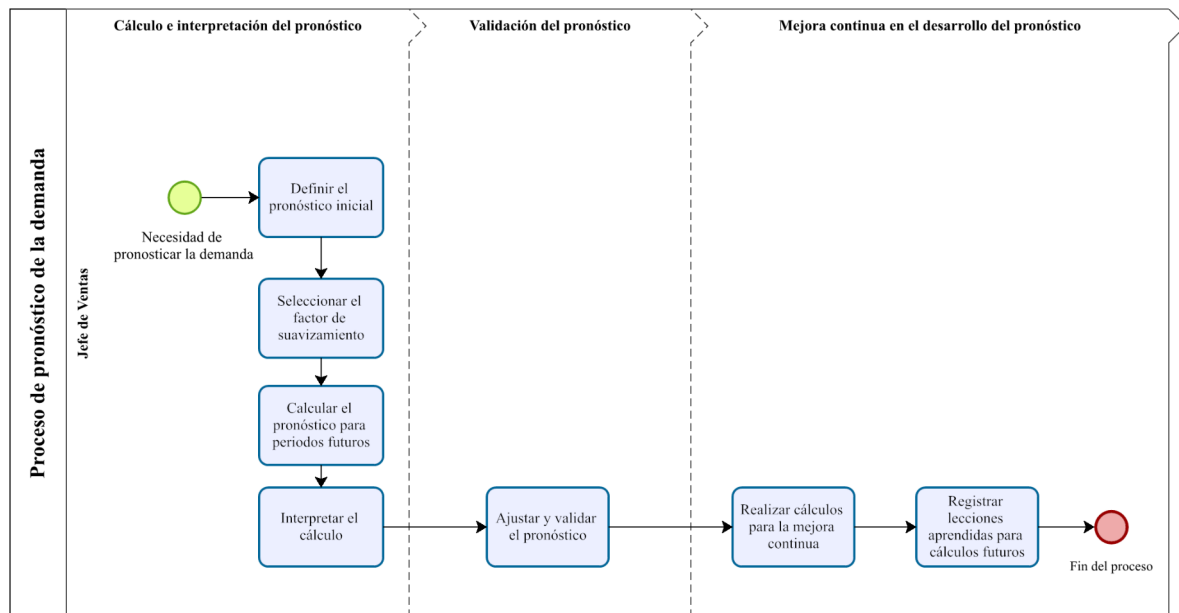 Proceso de pronóstico de la demanda
Jefe de Ventas
Cálculo e interpretación del pronóstico
Validación del pronóstico
Mejora continua en el desarrollo del pronóstico
Necesidad de
pronosticar la demanda
Definir el
pronóstico inicial
Seleccionar el
factor de
suavizamiento
Calcular el
pronóstico para
periodos futuros
Interpretar el
cálculo
Ajustar y validar
el pronóstico
Realizar cálculos
para la mejora
continua
Registrar
lecciones
aprendidas para
cálculos futuros
Fin del proceso